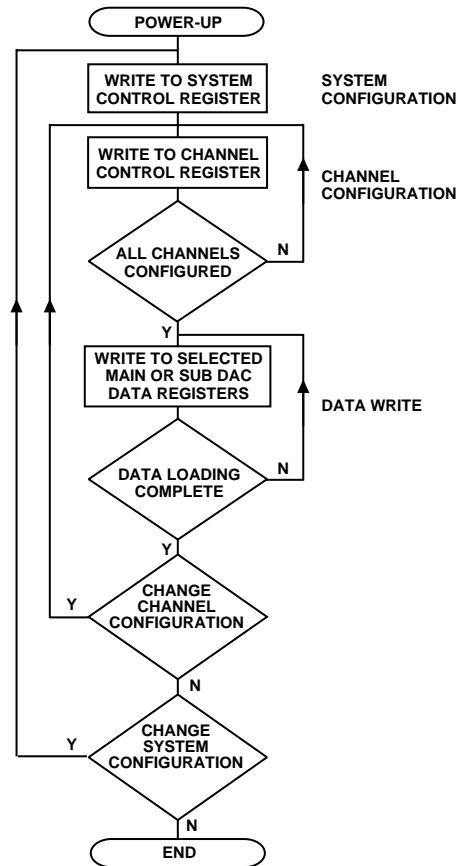 POWER-UP
WRITE TO SYSTEM
CONTROL REGISTER
SYSTEM
CONFIGURATION
WRITE TO CHANNEL
CONTROL REGISTER
CHANNEL
CONFIGURATION
ALL CHANNELS
CONFIGURED
N
Y
WRITE TO SELECTED
MAIN OR SUB DAC
DATA REGISTERS
DATA WRITE
DATA LOADING
COMPLETE
N
Y
CHANGE
CHANNEL
CONFIGURATION
Y
N
CHANGE
SYSTEM
CONFIGURATION
Y
N
END